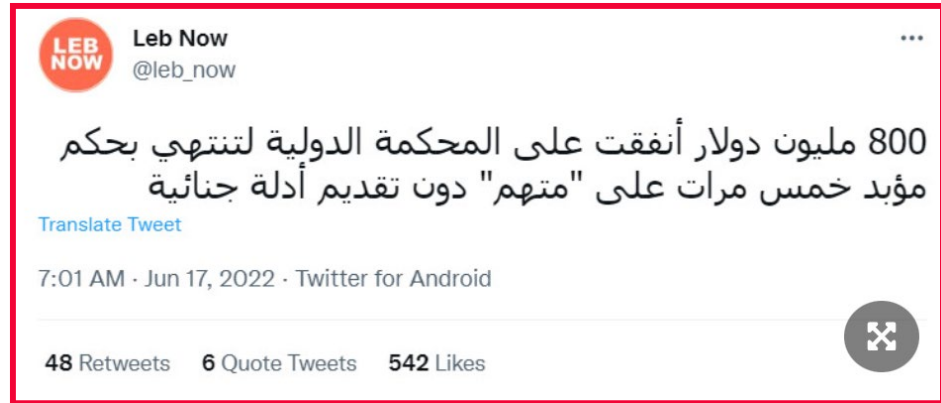 LEB
NOW
Leb Now
@leb_now
800 مليون دولار أنفقت على المحكمة الدولية لتنتهي بحكم
مؤبد خمس مرات على "متهم" دون تقديم أدلة جنائية
Translate Tweet
7:01 AM · Jun 17, 2022 · Twitter for Android
48 Retweets 6 Quote Tweets 542 Likes